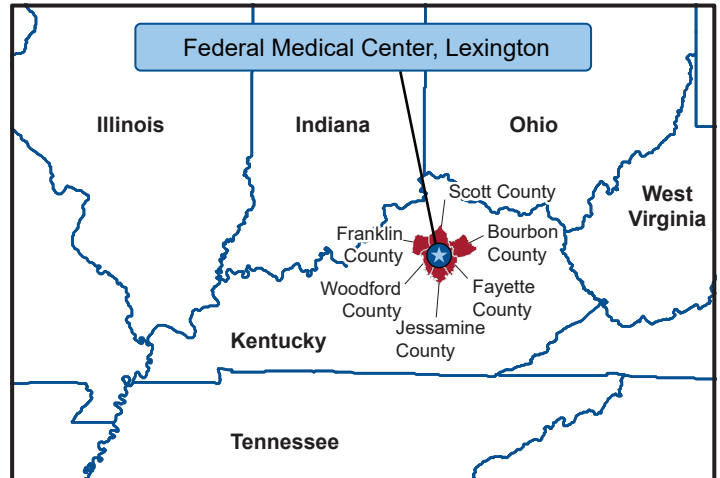 Federal Medical Center, Lexington
Illinois
Indiana
Ohio
West
Virginia
Scott County
Franklin
County
Bourbon
County
Woodford
County
Fayette
County
Jessamine
County
Kentucky
Tennessee